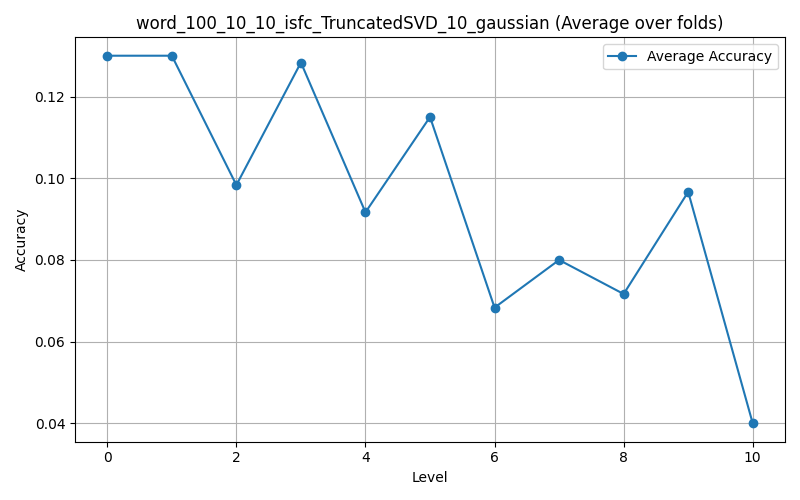 word_100_10_10_isfc_TruncatedSVD_10_gaussian (Average over folds)
Average Accuracy
0.12
0.10
0.08
0.06
0.04
Accuracy
0 2 4 6 8 10
Level